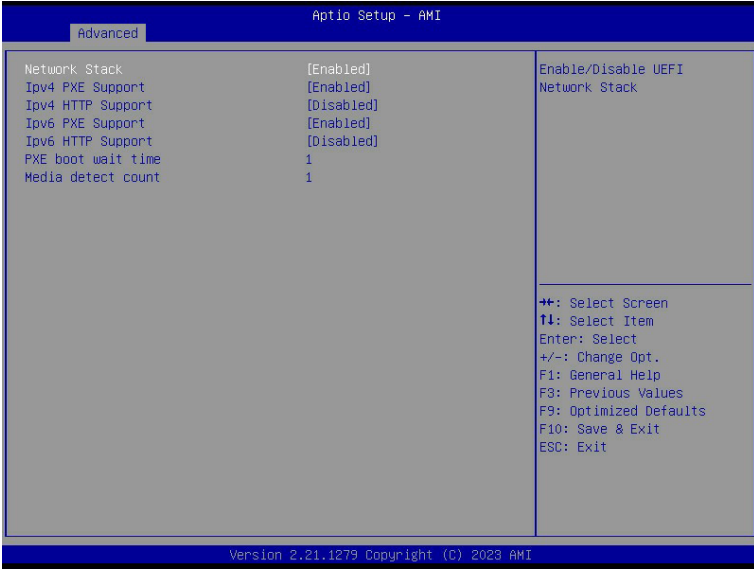 Aptio Setup – AMI
Advanced
Network Stack [Enabled]
Ipv4 PXE Support [Enabled]
Ipv4 HTTP Support [Disabled]
Ipv6 PXE Support [Enabled]
Ipv6 HTTP Support [Disabled]
PXE boot wait time 1
Media detect count 1
Enable/Disable UEFI
Network Stack
→←: Select Screen
↑↓: Select Item
Enter: Select
+/-: Change Opt.
F1: General Help
F3: Previous Values
F9: Optimized Defaults
F10: Save & Exit
ESC: Exit
Version 2.21.1279 Copyright (C) 2023 AMI